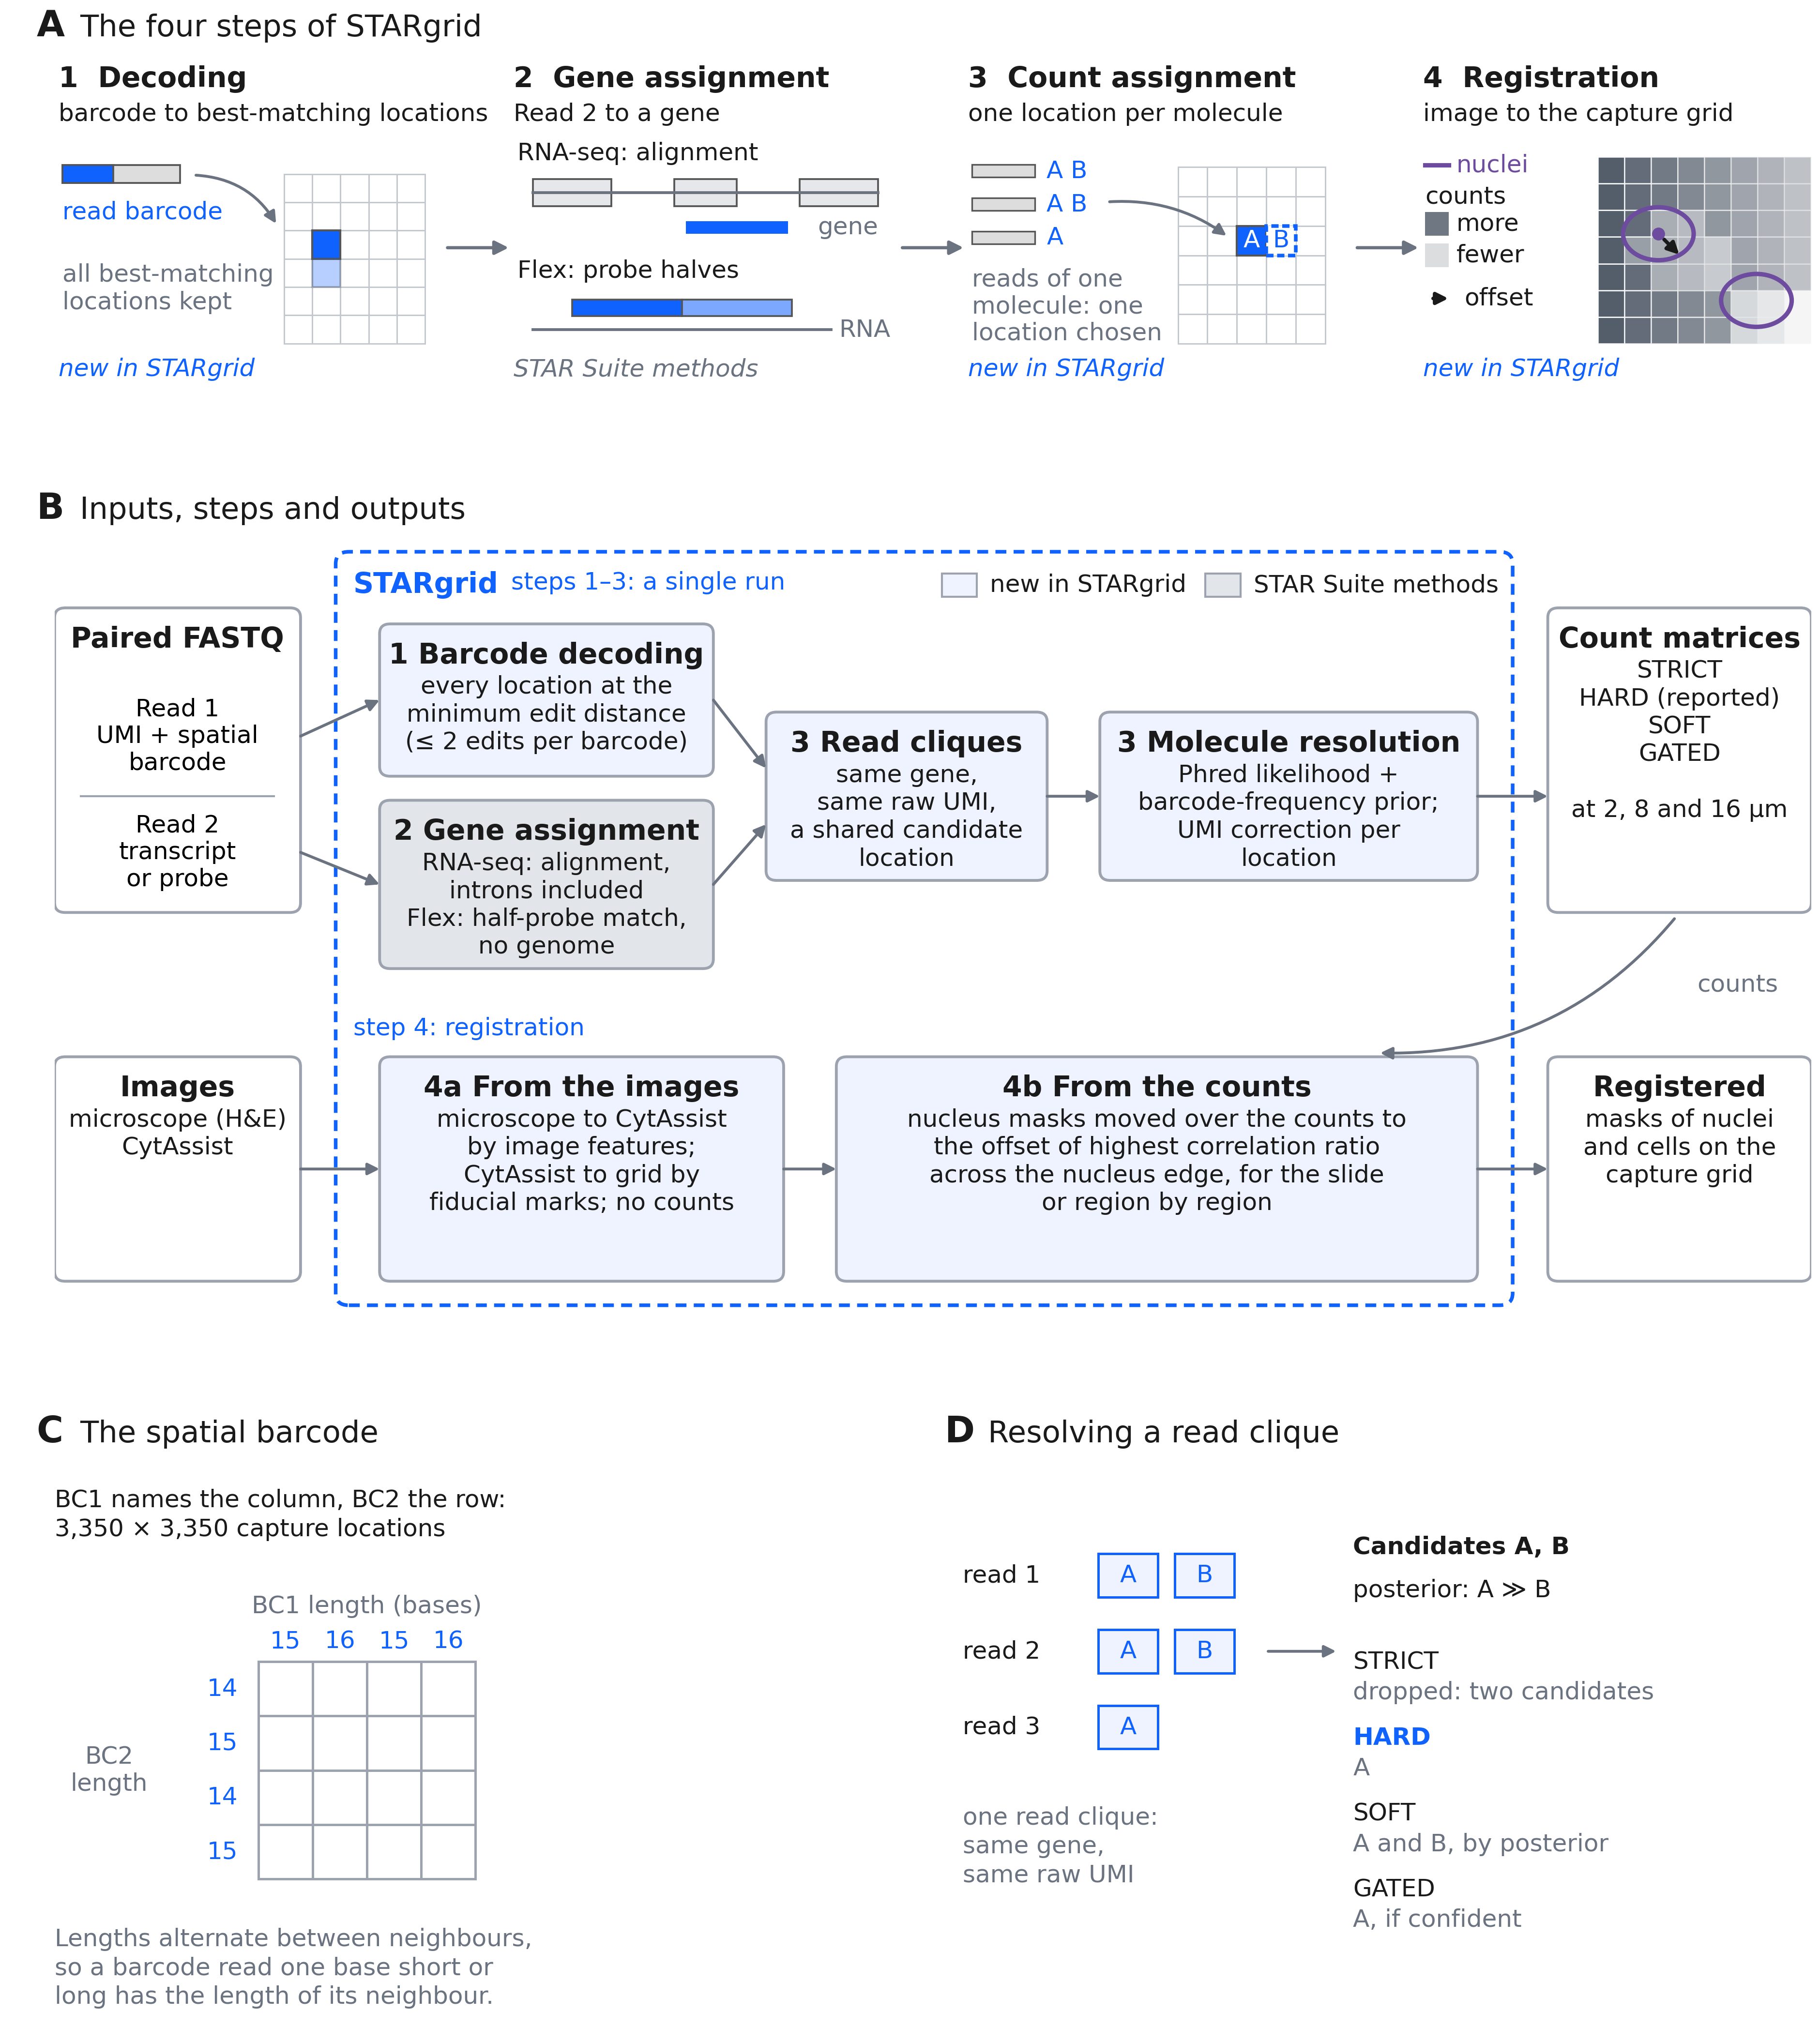 A The four steps of STARgrid
1 Decoding
barcode to best-matching locations
read barcode
all best-matching
locations kept
new in STARgrid
2 Gene assignment
Read 2 to a gene
RNA-seq: alignment
gene
Flex: probe halves
RNA
STAR Suite methods
3 Count assignment
one location per molecule
A B
A B
A
A B
reads of one
molecule: one
location chosen
new in STARgrid
4 Registration
image to the capture grid
nuclei
counts
more
fewer
offset
new in STARgrid
B Inputs, steps and outputs
STARgrid steps 1–3: a single run
new in STARgrid
STAR Suite methods
Paired FASTQ
Read 1
UMI + spatial
barcode
Read 2
transcript
or probe
1 Barcode decoding
every location at the
minimum edit distance
(≤ 2 edits per barcode)
2 Gene assignment
RNA-seq: alignment,
introns included
Flex: half-probe match,
no genome
3 Read cliques
same gene,
same raw UMI,
a shared candidate
location
3 Molecule resolution
Phred likelihood +
barcode-frequency prior;
UMI correction per
location
Count matrices
STRICT
HARD (reported)
SOFT
GATED
at 2, 8 and 16 µm
counts
step 4: registration
Images
microscope (H&E)
CytAssist
4a From the images
microscope to CytAssist
by image features;
CytAssist to grid by
fiducial marks; no counts
4b From the counts
nucleus masks moved over the counts to
the offset of highest correlation ratio
across the nucleus edge, for the slide
or region by region
Registered
masks of nuclei
and cells on the
capture grid
C The spatial barcode
BC1 names the column, BC2 the row:
3,350 × 3,350 capture locations
BC1 length (bases)
15 16 15 16
14
15
14
15
BC2
length
Lengths alternate between neighbours,
so a barcode read one base short or
long has the length of its neighbour.
D Resolving a read clique
read 1 A B
read 2 A B
read 3 A
one read clique:
same gene,
same raw UMI
Candidates A, B
posterior: A ≫ B
STRICT
dropped: two candidates
HARD
A
SOFT
A and B, by posterior
GATED
A, if confident